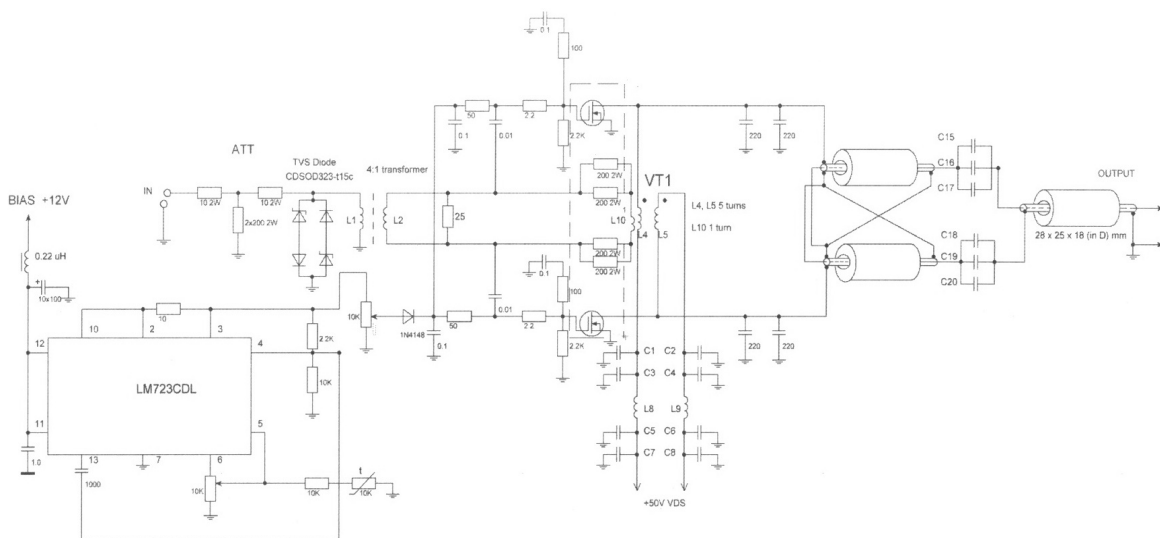 0.1
100
ATT
TVS Diode
CDSOD323-t15c
4:1 transformer
50
2.2
0.1
0.01
2.2K
BIAS +12V
IN
10.2W
10.2W
2x200.2W
L1
L2
25
200 2W
200 2W
L10
200 2W
200 2W
VT1
L4
L5
L4, L5 5 turns
L10 1 turn
220
220
C15
C16
C17
OUTPUT
28 x 25 x 18 (in D) mm
C18
C19
C20
0.22 uH
+
10x100
10
10K
1N4148
0.1
0.1
100
50
0.01
2.2
2.2K
220
220
10
2
3
2.2K
12
4
LM723CDL
10K
11
5
1.0
13
7
6
1900
10K
10K
t
10K
C1
C2
C3
C4
L8
L9
C5
C6
C7
C8
+50V VDS